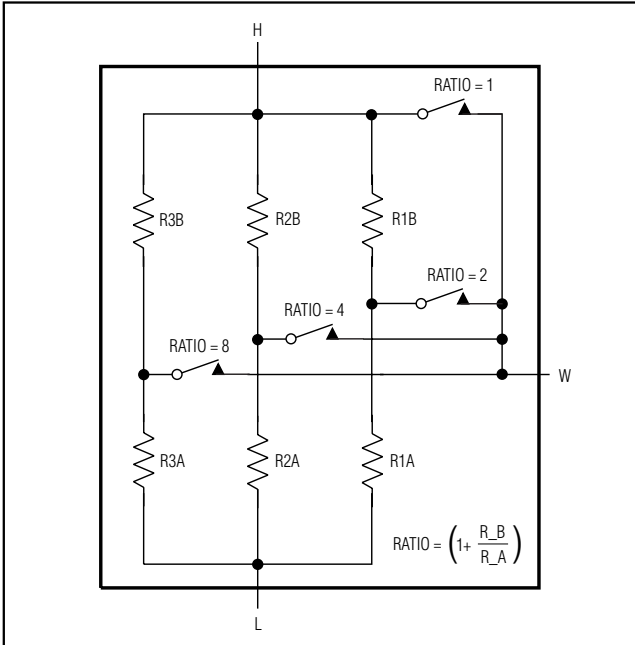 H
RATIO = 1
R3B
R2B
R1B
RATIO = 2
RATIO = 4
RATIO = 8
W
R3A
R2A
R1A
RATIO = (1+ R_B
R_A)
L